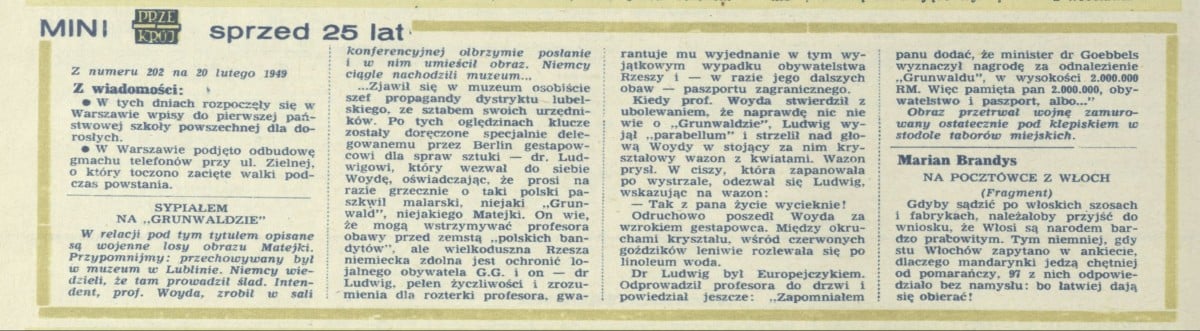 MINI PRZE KRÓJ sprzed 25 lat
Z numeru 202 na 20 lutego 1949
Z wiadomości:
● W tych dniach rozpoczęły się w
Warszawie wpisy do pierwszej pań-
stwowej szkoły powszechnej dla do-
rosłych.
● W Warszawie podjęto odbudowę
gmachu telefonów przy ul. Zielnej,
o który toczono zacięte walki pod-
czas powstania.
SYPIAŁEM
NA „GRUNWALDZIE”
W relacji pod tym tytułem opisane
są wojenne losy obrazu Matejki.
Przypomnijmy: przechowywany był
w muzeum w Lublinie. Niemcy wie-
dzieli, że tam prowadził ślad. Inten-
dent, prof. Woyda, zrobił w sali
konferencyjnej olbrzymie posłanie
i w nim umieścił obraz. Niemcy
ciągle nachodzili muzeum...
...Zjawił się w muzeum osobiście
szef propagandy dystryktu lubel-
skiego, ze sztabem swoich urzędni-
ków. Po tych oględzinach klucze
zostały doręczone specjalnie dele-
gowanemu przez Berlin gestapow-
cowi dla spraw sztuki — dr. Lud-
wigowi, który wezwał do siebie
Woydę, oświadczając, że prosi na
razie grzecznie o taki polski pa-
szkwil malarski, niejaki „Grun-
wald”, niejakiego Matejki. On wie,
że mogą wstrzymywać profesora
obawy przed zemstą „polskich ban-
dytów”, ale wielkoduszna Rzesza
niemiecka zdolna jest ochronić lo-
jalnego obywatela G.G. i on — dr
Ludwig, pełen życzliwości i zrozu-
mienia dla rozterki profesora, gwa-
rantuje mu wyjednanie w tym wy-
jątkowym wypadku obywatelstwa
Rzeszy i — w razie jego dalszych
obaw — paszportu zagranicznego.
Kiedy prof. Woyda stwierdził z
ubolewaniem, że naprawdę nic nie
wie o „Grunwaldzie”, Ludwig wy-
jął „parabellum” i strzelił nad gło-
wą Woydy w stojący za nim kry-
ształowy wazon z kwiatami. Wazon
prysł. W ciszy, która zapanowała
po wystrzale, odezwał się Ludwig,
wskazując na wazon:
— Tak z pana życie wycieknie!
Odruchowo poszedł Woyda za
wzrokiem gestapowca. Między okru-
chami kryształu, wśród czerwonych
goździków leniwie rozlewała się po
linoleum woda.
Dr Ludwig był Europejczykiem.
Odprowadził profesora do drzwi i
powiedział jeszcze: „Zapomniałem
panu dodać, że minister dr Goebbels
wyznaczył nagrodę za odnalezienie
„Grunwaldu”, w wysokości 2.000.000
RM. Więc pamięta pan 2.000.000, oby-
watelstwo i paszport, albo...”
Obraz przetrwał wojnę zamuro-
wany ostatecznie pod klepiskiem w
stodole taborów miejskich.
Marian Brandys
NA POCZTÓWCE Z WŁOCH
(Fragment)
Gdyby sądzić po włoskich szosach
i fabrykach, należałoby przyjść do
wniosku, że Włosi są narodem bar-
dzo prabowitym. Tym niemniej, gdy
stu Włochów zapytano w ankiecie,
dlaczego mandarynki jedzą chętniej
od pomarańczy, 97 z nich odpowie-
działo bez namysłu: bo łatwiej dają
się obierać!